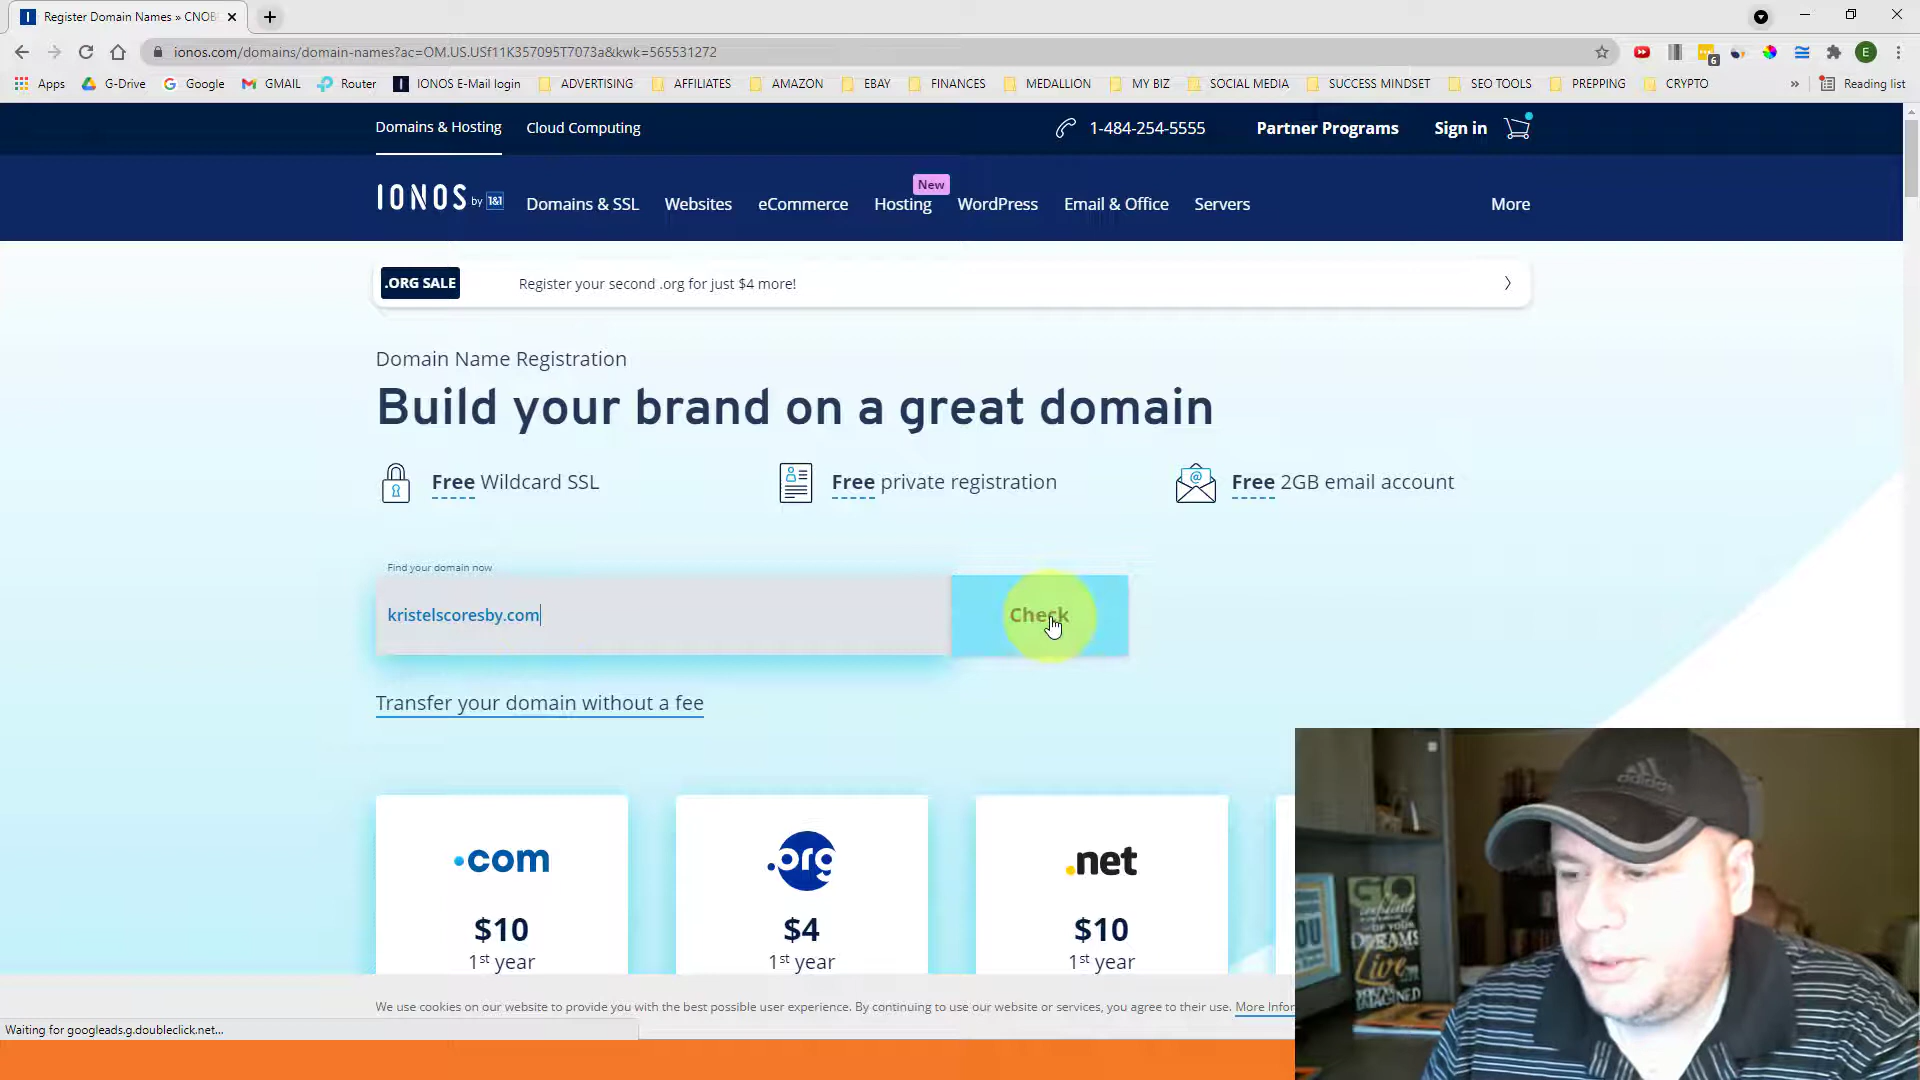 Register Domain Names » CNOB
ionos.com/domains/domain-names?ac=OM.US.USf11K357095T7073a&kwk=565531272
E
6
Apps G-Drive Google GMAIL Router IONOS E-Mail login ADVERTISING AFFILIATES AMAZON EBAY FINANCES MEDALLION MY BIZ SOCIAL MEDIA SUCCESS MINDSET SEO TOOLS PREPPING CRYPTO » Reading list
Domains & Hosting Cloud Computing 1-484-254-5555 Partner Programs Sign in
New
IONOS by 1&1 Domains & SSL Websites eCommerce Hosting WordPress Email & Office Servers More
.ORG SALE Register your second .org for just $4 more!
Domain Name Registration
Build your brand on a great domain
Free Wildcard SSL Free private registration Free 2GB email account
Find your domain now
kristelscoresby.com Check
Transfer your domain without a fee
.com .org .net
$10 $4 $10
1st year 1st year 1st year
We use cookies on our website to provide you with the best possible user experience. By continuing to use our website or services, you agree to their use. More Infor
Waiting for googleads.g.doubleclick.net...
adidas
YOU
GO
confidently
DREAMS
Live
IMAGINED